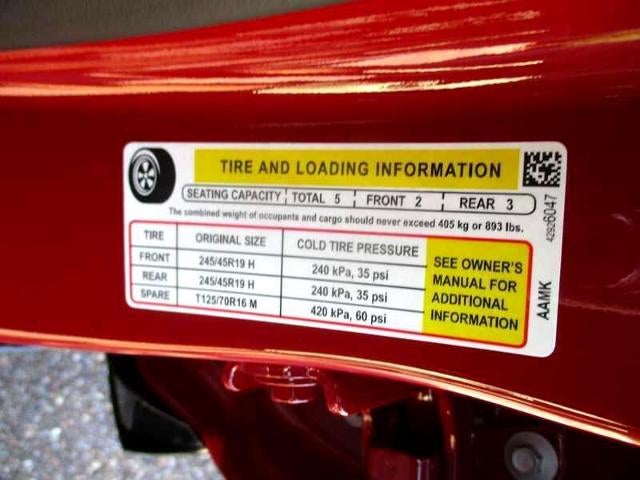 TIRE AND LOADING INFORMATION
SEATING CAPACITY TOTAL 5 FRONT 2 REAR 3
The combined weight of occupants and cargo should never exceed 405 kg or 893 lbs.
TIRE ORIGINAL SIZE COLD TIRE PRESSURE
FRONT 245/45R19 H 240 kPa, 35 psi
REAR 245/45R19 H 240 kPa, 35 psi
SPARE T125/70R16 M 420 kPa, 60 psi
SEE OWNER'S
MANUAL FOR
ADDITIONAL
INFORMATION
42926047
AAMK